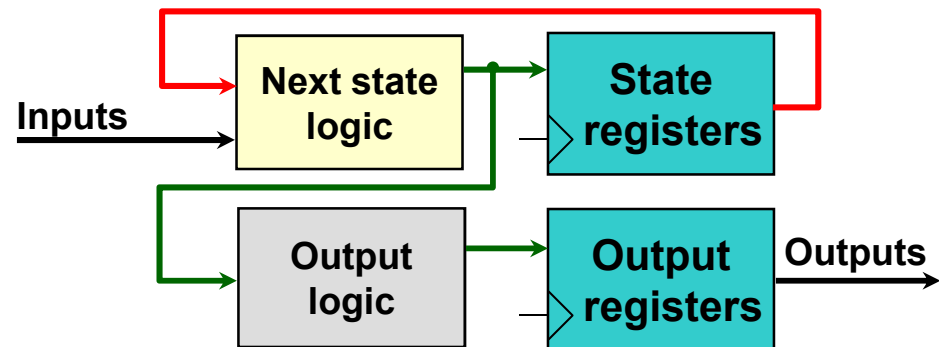 Next state
logic
State
registers
Inputs
Output
logic
Output
registers
Outputs